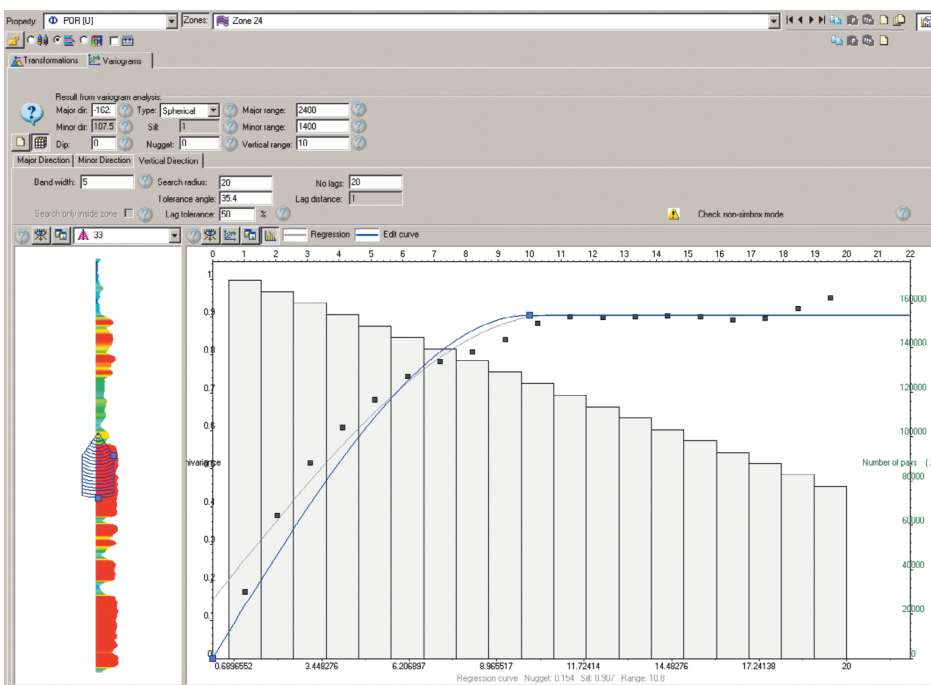 Property: POR [U] Zones: Zone 24
Transformations Variograms
Result from variogram analysis:
Major dir: -162. Type: Spherical Major range: 2400
Minor dir: 107.5 Sill: 1 Minor range: 1400
Dip: 0 Nugget: 0 Vertical range: 10
Major Direction Minor Direction Vertical Direction
Band width: 5 Search radius: 20 No lags: 20
Tolerance angle: 35.4 Lag distance: 1
Search only inside zone Lag tolerance: 50 % Check non-simbox mode
33 Regression Edit curve
0 1 2 3 4 5 6 7 8 9 10 11 12 13 14 15 16 17 18 19 20 21 22
1
0.9 160000
0.8 140000
0.7 120000
0.6 100000
Number of pairs
80000
0.4
60000
0.3
0.2 40000
0.1 20000
0 0
0.6896552 3.448276 6.206897 8.965517 11.72414 14.48276 17.24138 20
Regression curve Nugget: 0.154 Sill: 0.907 Range: 10.8